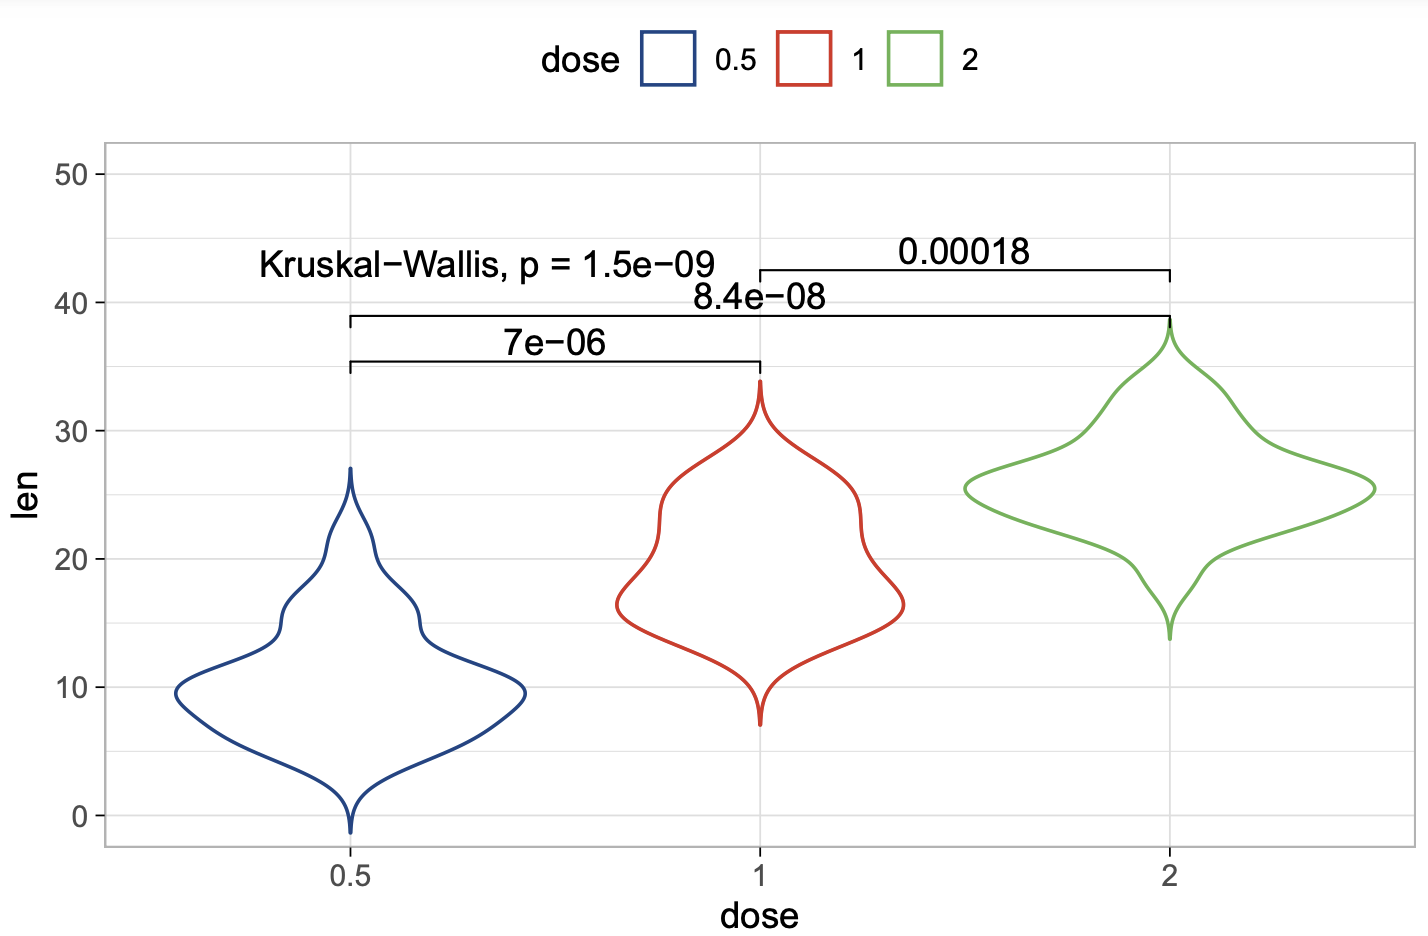 dose 0.5 1 2
50
0.00018
Kruskal−Wallis, p = 1.5e−09
8.4e−08
40
7e−06
30
len
20
10
0
0.5 1 2
dose